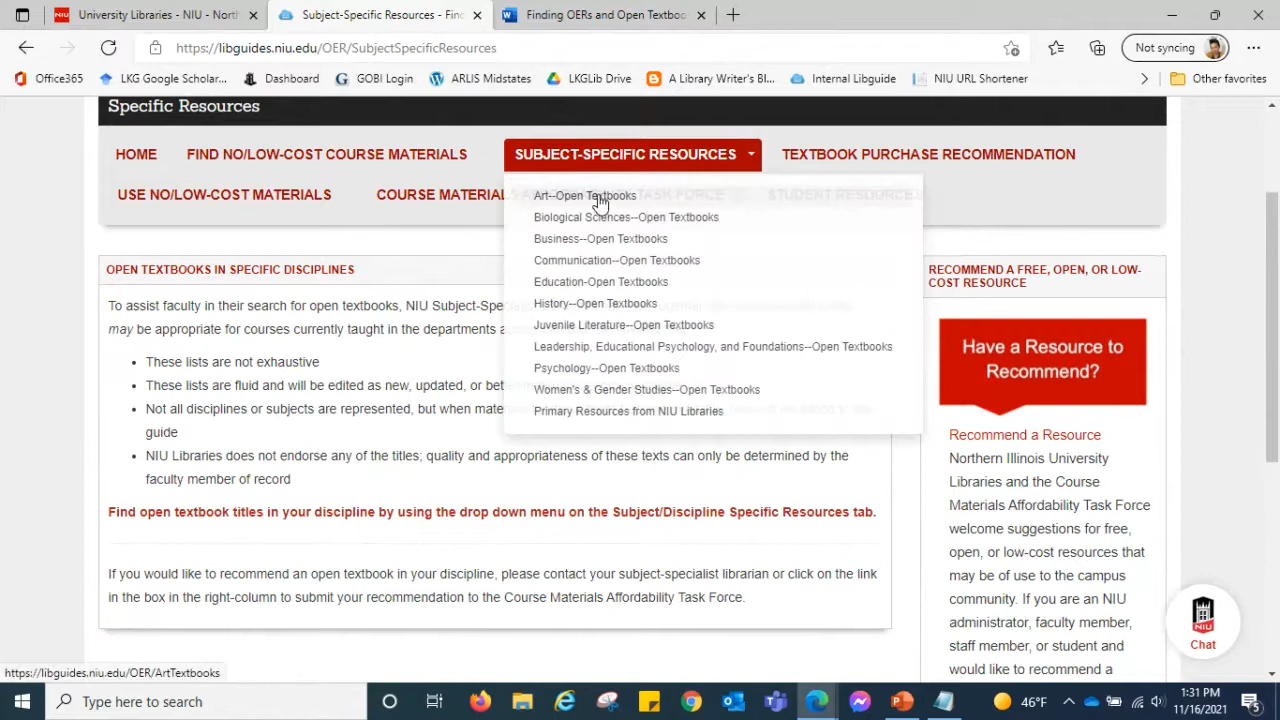 University Libraries - NIU - North
Subject-Specific Resources - Find
Finding OERs and Open Textboo
https://libguides.niu.edu/OER/SubjectSpecificResources
Not syncing
Office365
LKG Google Scholar...
Dashboard
GOBI Login
ARLIS Midstates
LKGLib Drive
A Library Writer's Bl...
Internal Libguide
NIU URL Shortener
Other favorites
Specific Resources
HOME
FIND NO/LOW-COST COURSE MATERIALS
SUBJECT-SPECIFIC RESOURCES
TEXTBOOK PURCHASE RECOMMENDATION
USE NO/LOW-COST MATERIALS
COURSE MATERIALS
TASK FORCE
STUDENT RESOURCES
Art--Open Textbooks
Biological Sciences--Open Textbooks
Business--Open Textbooks
Communication--Open Textbooks
Education-Open Textbooks
History--Open Textbooks
Juvenile Literature--Open Textbooks
Leadership, Educational Psychology, and Foundations--Open Textbooks
Psychology--Open Textbooks
Women's & Gender Studies--Open Textbooks
Primary Resources from NIU Libraries
OPEN TEXTBOOKS IN SPECIFIC DISCIPLINES
To assist faculty in their search for open textbooks, NIU Subject-Spec
may be appropriate for courses currently taught in the departments a
These lists are not exhaustive
These lists are fluid and will be edited as new, updated, or bet
Not all disciplines or subjects are represented, but when mate
guide
NIU Libraries does not endorse any of the titles; quality and appropriateness of these texts can only be determined by the
faculty member of record
Find open textbook titles in your discipline by using the drop down menu on the Subject/Discipline Specific Resources tab.
If you would like to recommend an open textbook in your discipline, please contact your subject-specialist librarian or click on the link
in the box in the right-column to submit your recommendation to the Course Materials Affordability Task Force.
RECOMMEND A FREE, OPEN, OR LOW-
COST RESOURCE
Have a Resource to
Recommend?
Recommend a Resource
Northern Illinois University
Libraries and the Course
Materials Affordability Task Force
welcome suggestions for free,
open, or low-cost resources that
may be of use to the campus
community. If you are an NIU
administrator, faculty member,
staff member, or student and
would like to recommend a
NIU
Chat
https://libguides.niu.edu/OER/ArtTextbooks
Type here to search
46°F
1:31 PM
11/16/2021
5